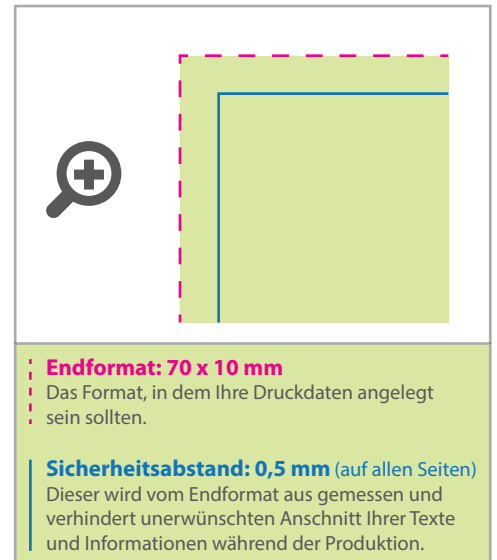 Endformat: 70 x 10 mm
Das Format, in dem Ihre Druckdaten angelegt
sein sollten.
Sicherheitsabstand: 0,5 mm (auf allen Seiten)
Dieser wird vom Endformat aus gemessen und
verhindert unerwünschten Anschnitt Ihrer Texte
und Informationen während der Produktion.